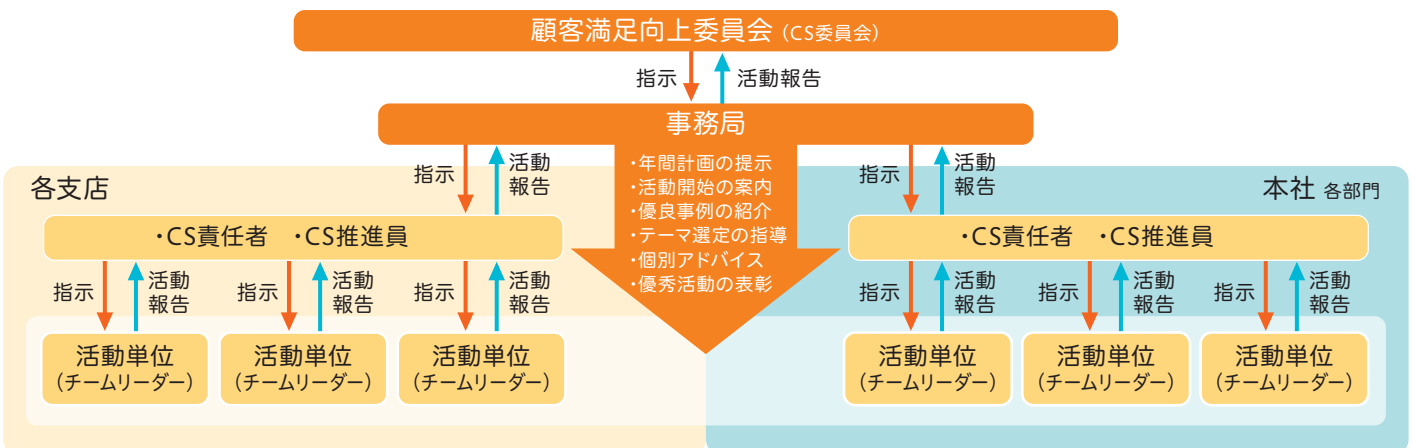 顧客満足向上委員会（CS委員会）
指示 活動報告
事務局
・年間計画の提示
・活動開始の案内
・優良事例の紹介
・テーマ選定の指導
・個別アドバイス
・優秀活動の表彰
指示
活動
報告
指示
活動
報告
各支店
本社 各部門
・CS責任者 ・CS推進員
・CS責任者 ・CS推進員
指示
活動
報告
指示
活動
報告
指示
活動
報告
指示
活動
報告
指示
活動
報告
指示
活動
報告
活動単位
（チームリーダー）
活動単位
（チームリーダー）
活動単位
（チームリーダー）
活動単位
（チームリーダー）
活動単位
（チームリーダー）
活動単位
（チームリーダー）